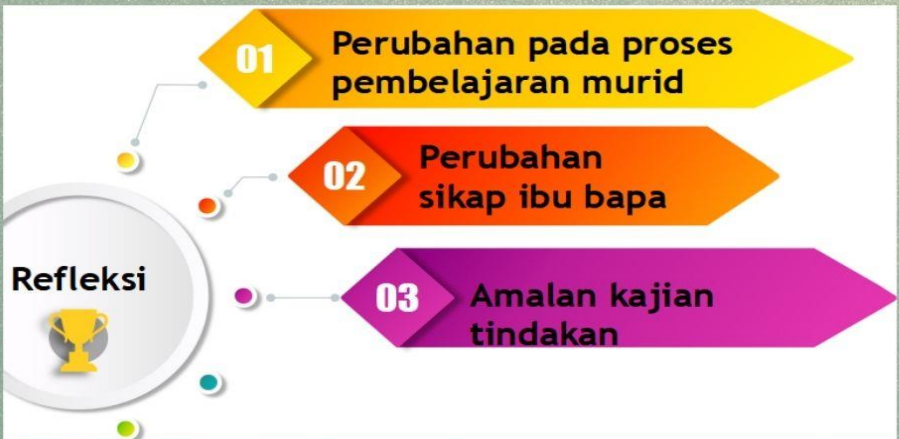 01
Perubahan pada proses
pembelajaran murid
02
Perubahan
sikap ibu bapa
Refleksi
03
Amalan kajian
tindakan